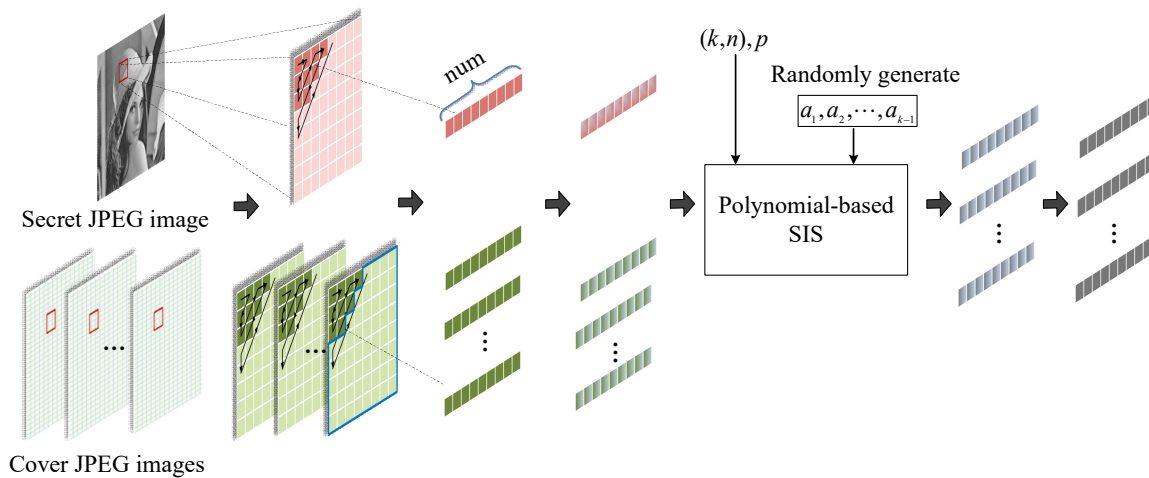 (k,n), p
num
Randomly generate
a₁, a₂, ⋯, aₖ₋₁
Secret JPEG image
Polynomial-based
SIS
Cover JPEG images